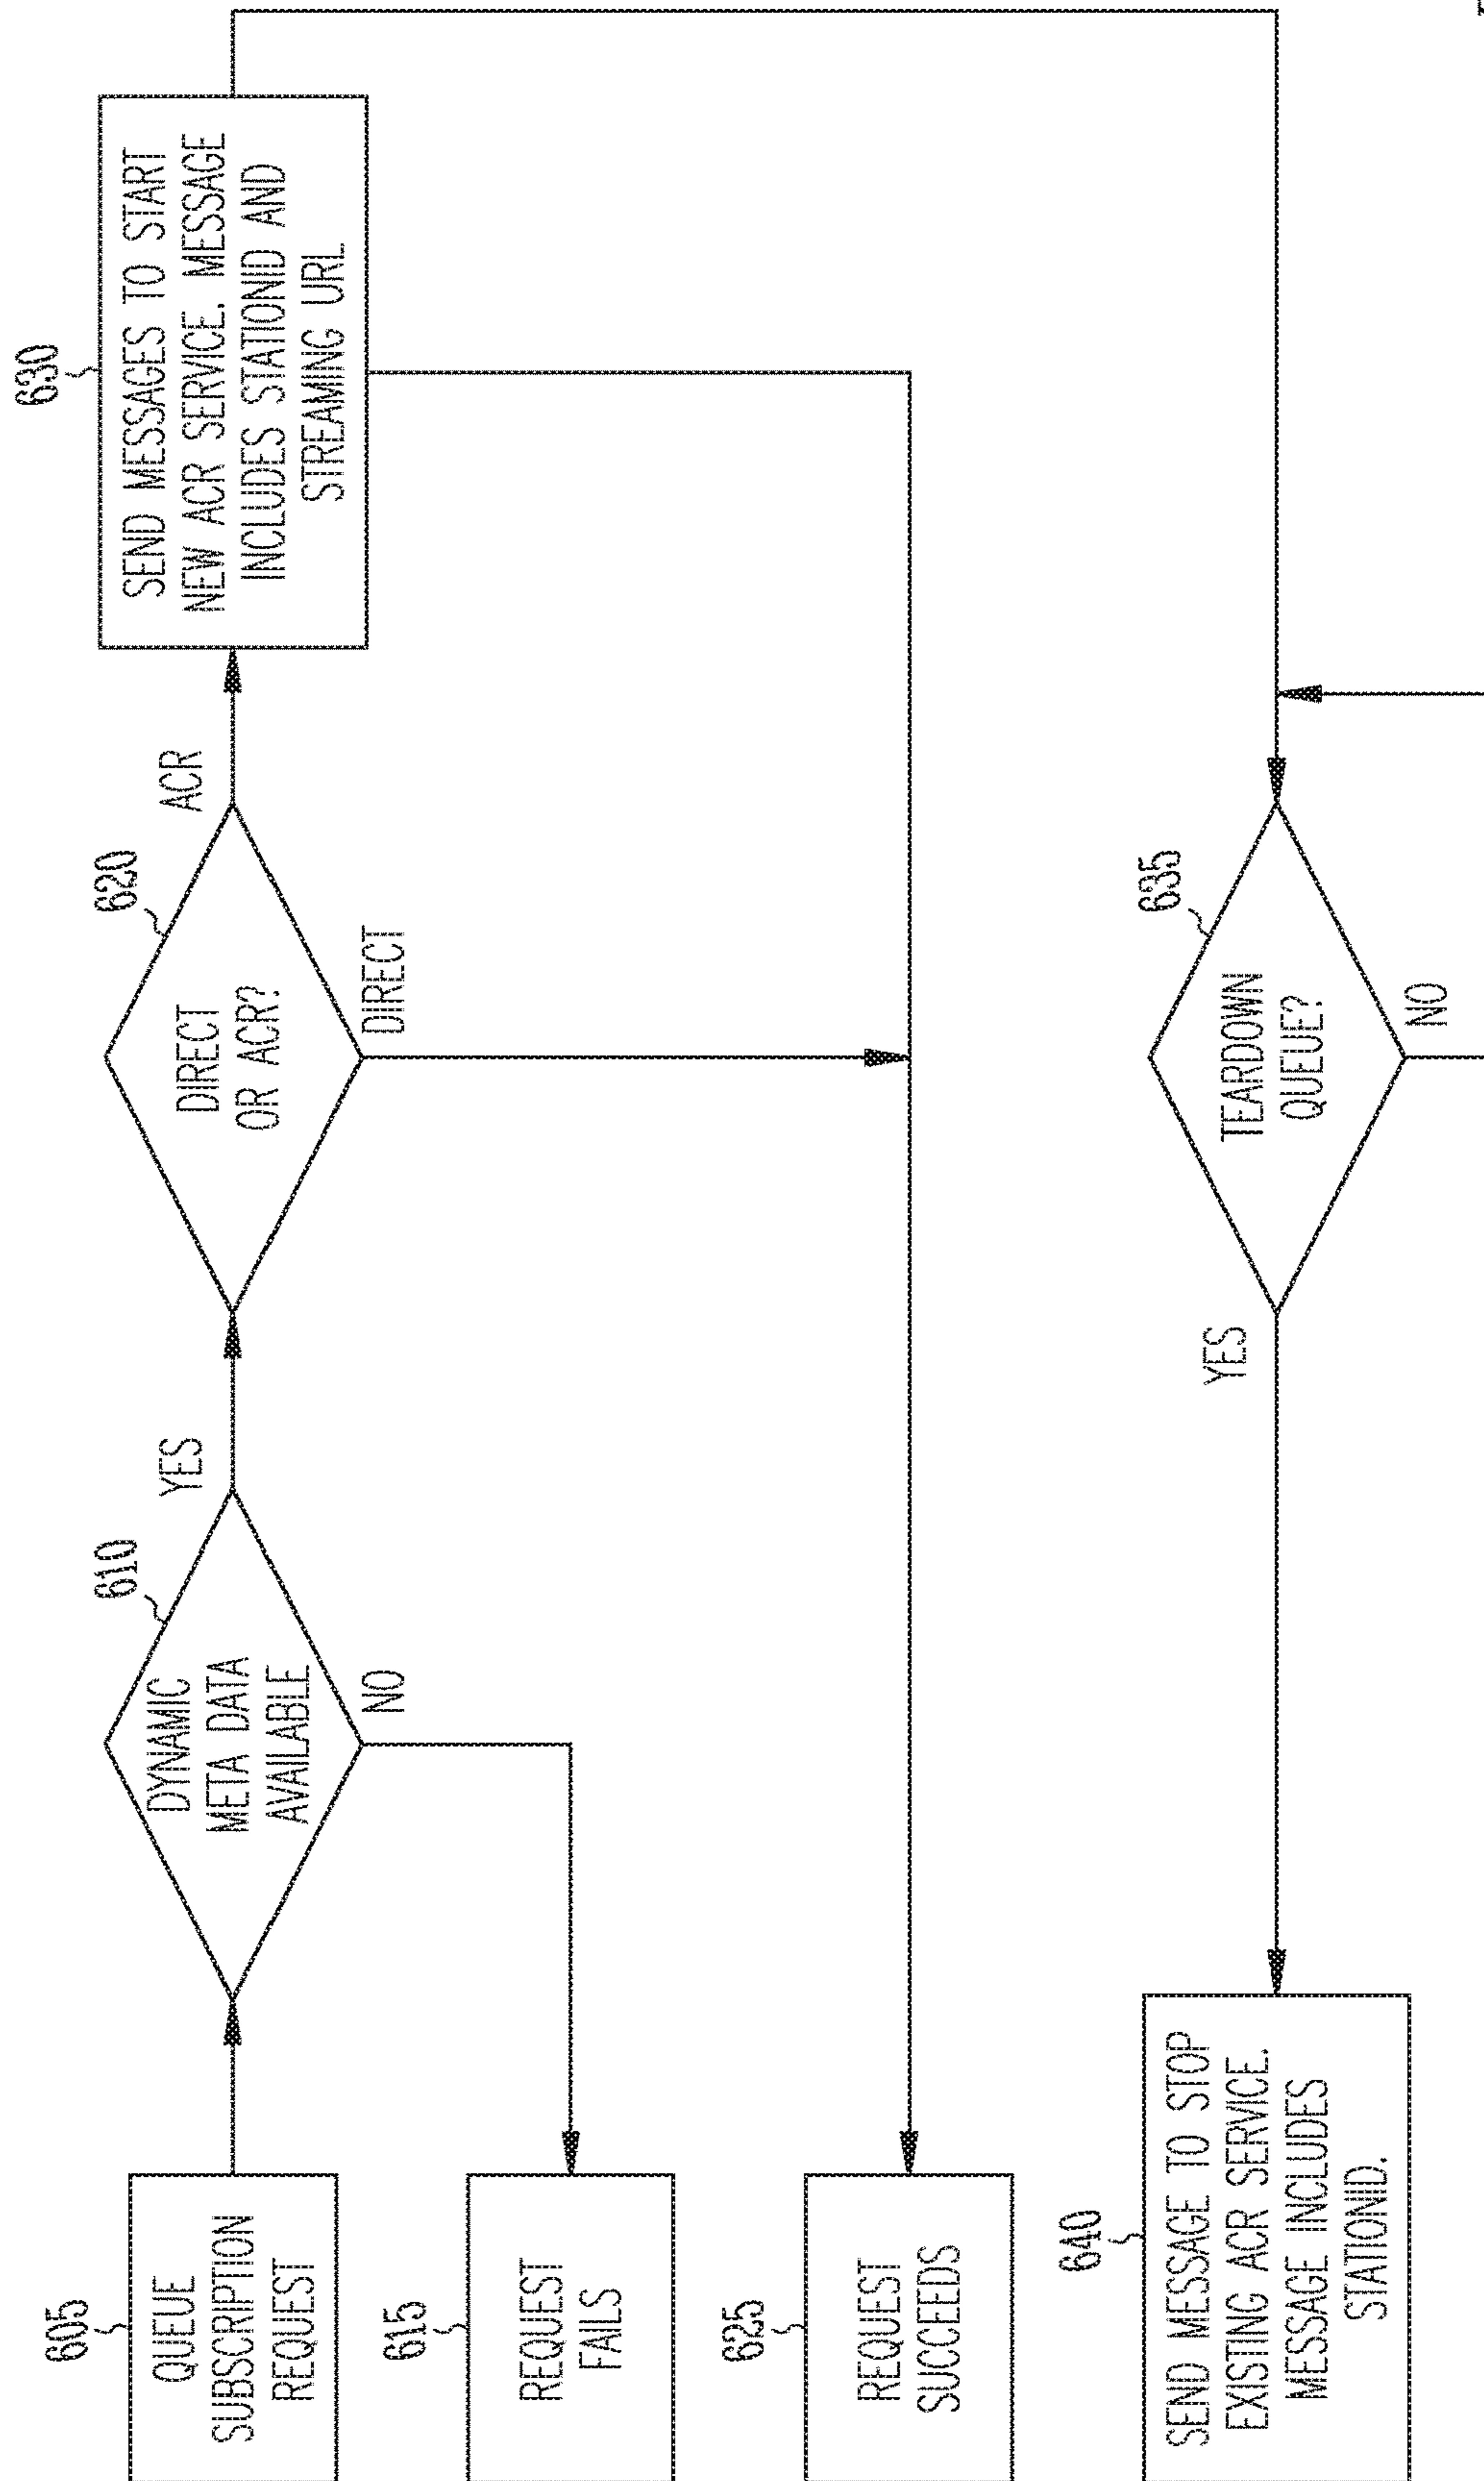 605
QUEUE
SUBSCRIPTION
REQUEST
610
DYNAMIC
META DATA
AVAILABLE
YES
NO
620
DIRECT
OR ACR?
ACR
DIRECT
630
SEND MESSAGES TO START
NEW ACR SERVICE. MESSAGE
INCLUDES STATIONID AND
STREAMING URL
615
REQUEST
FAILS
625
REQUEST
SUCCEEDS
640
SEND MESSAGE TO STOP
EXISTING ACR SERVICE.
MESSAGE INCLUDES
STATIONID.
YES
635
TEARDOWN
QUEUE?
NO